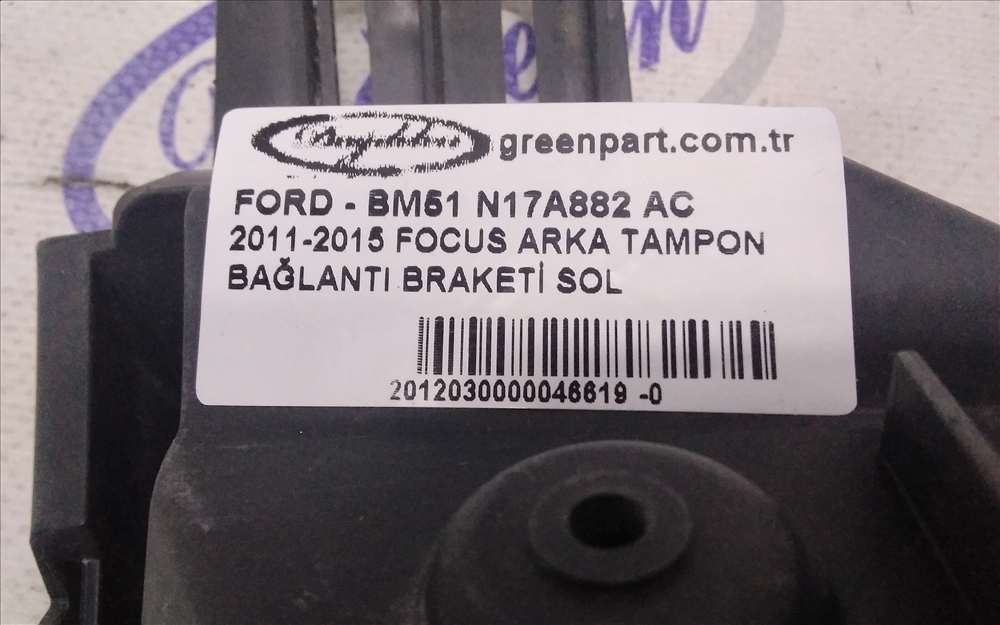 greenpart.com.tr
FORD - BM51 N17A882 AC
2011-2015 FOCUS ARKA TAMPON
BAĞLANTI BRAKETİ SOL
2012030000046619 -0